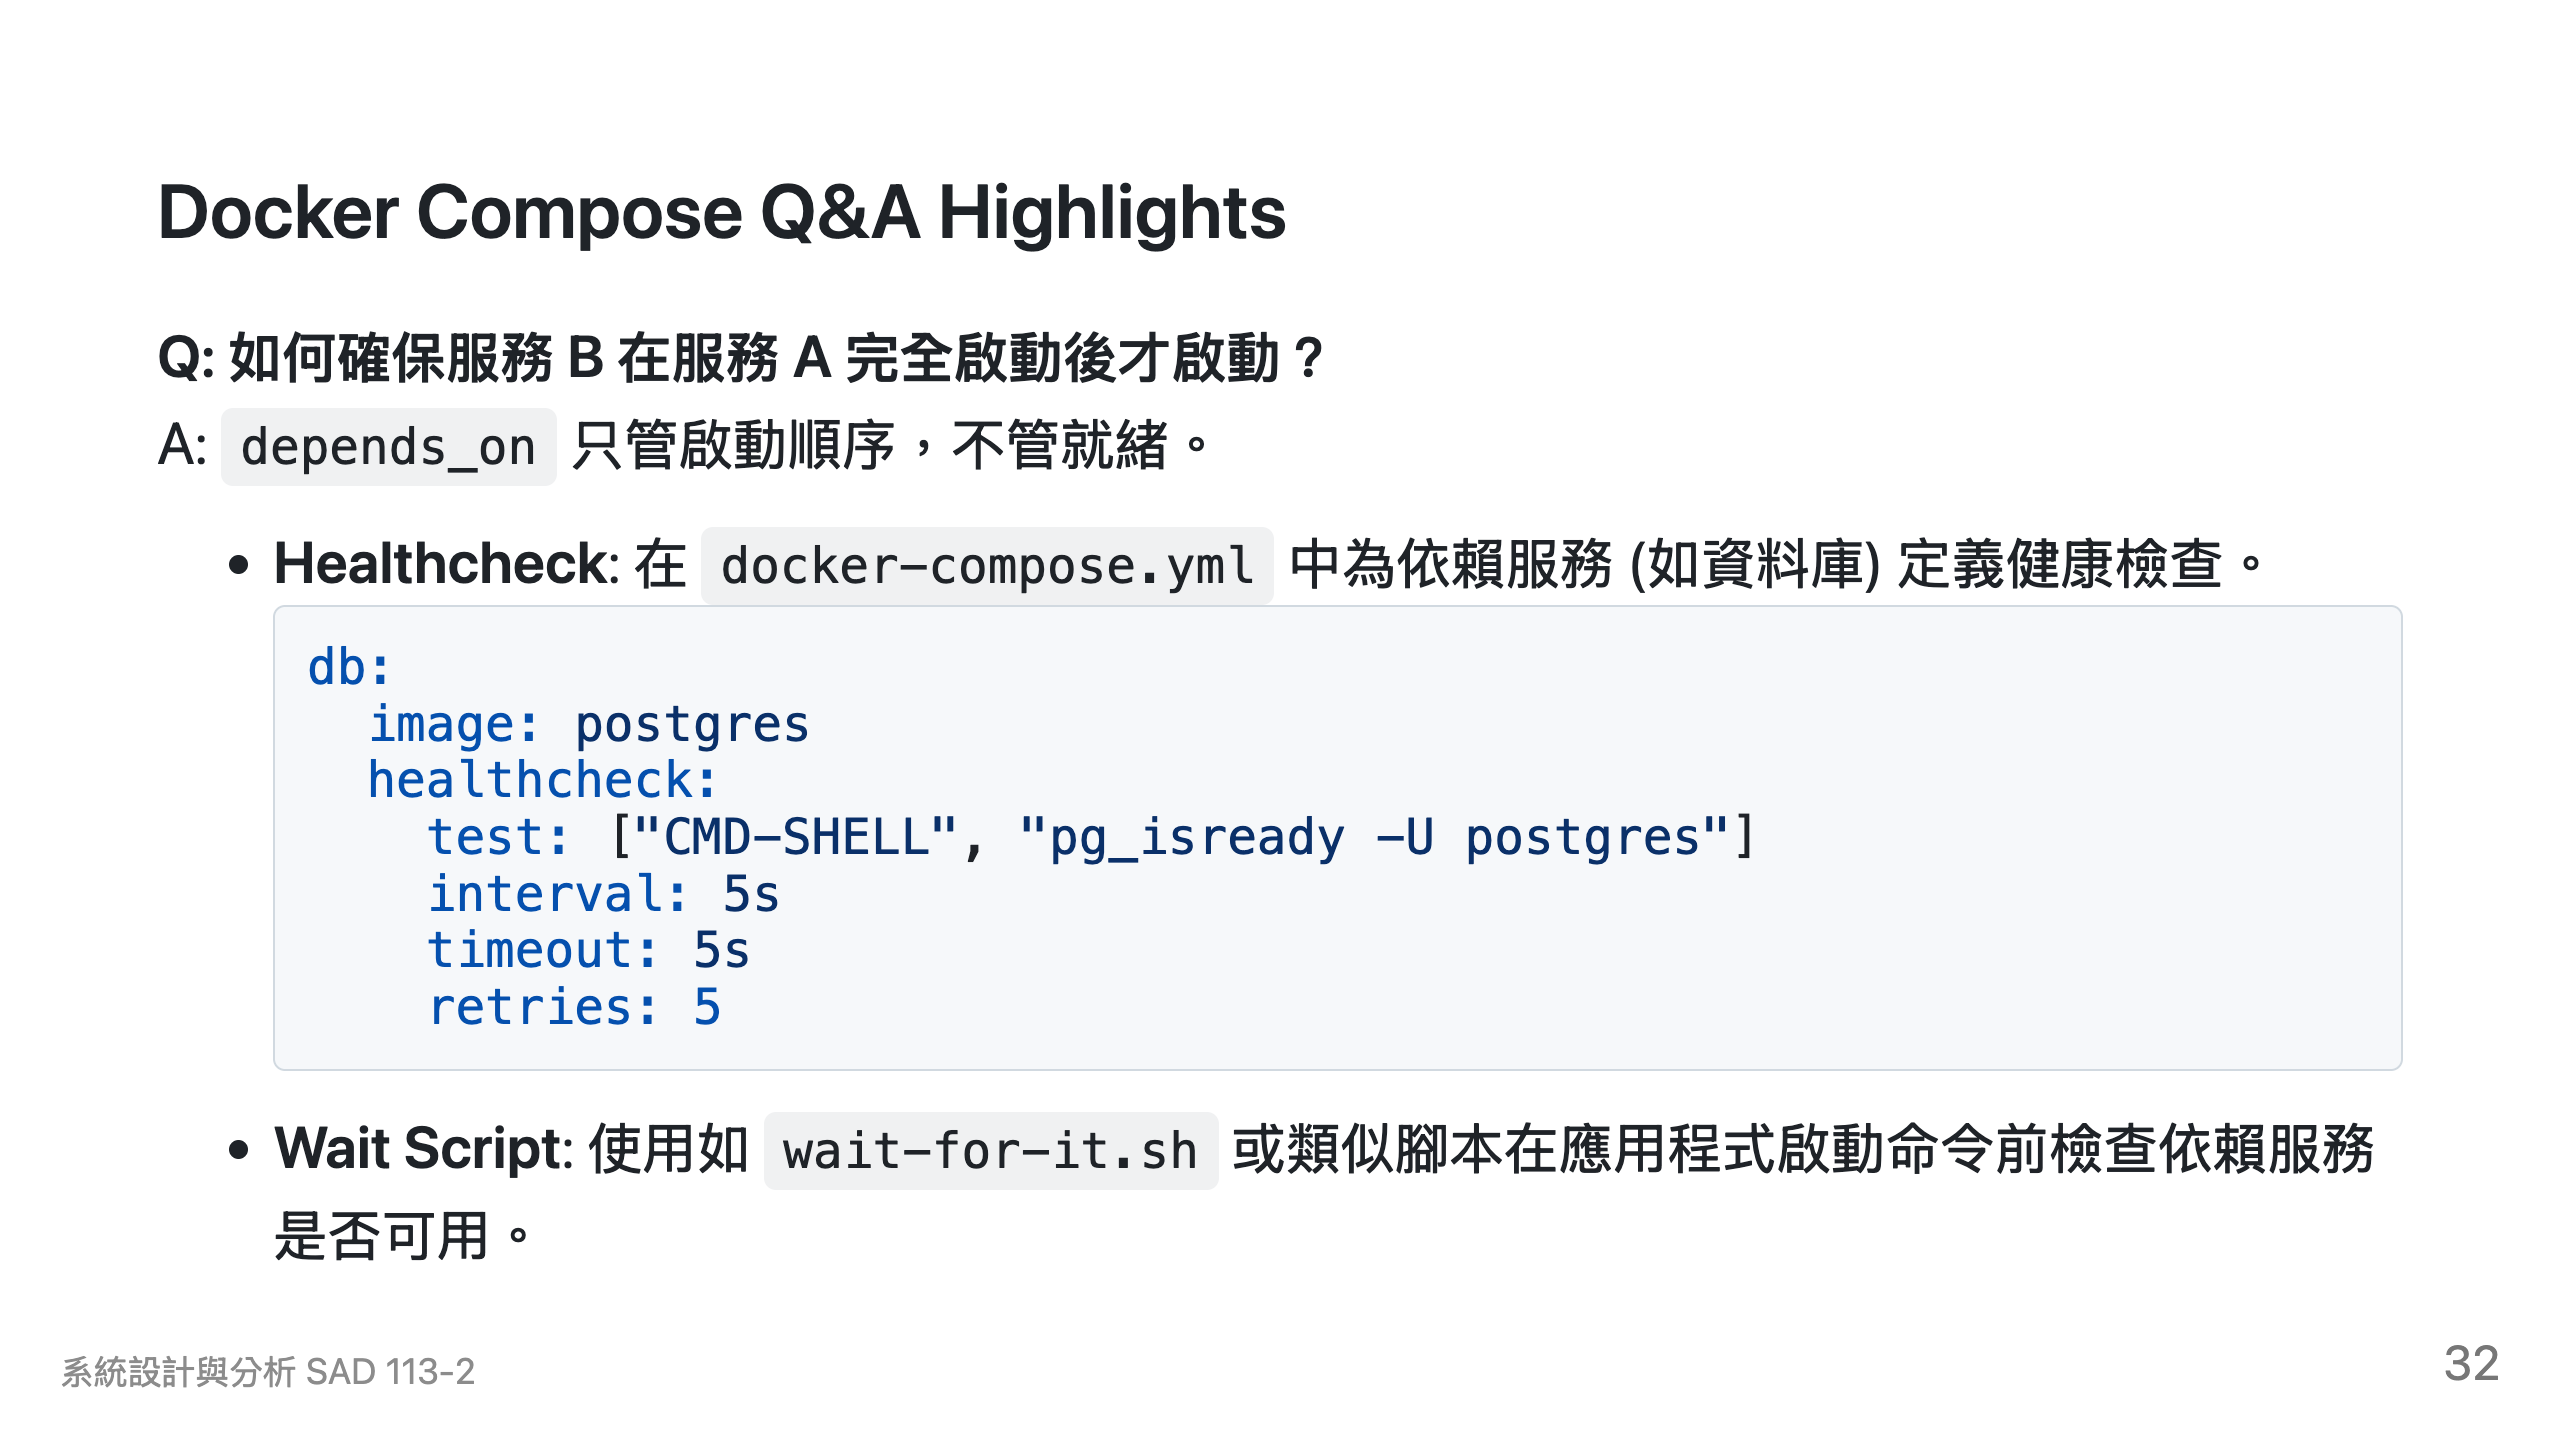 Docker Compose Q&A Highlights
Q: 如何確保服務 B 在服務 A 完全啟動後才啟動？
A: depends_on 只管啟動順序，不管就緒。
• Healthcheck: 在 docker-compose.yml 中為依賴服務 (如資料庫) 定義健康檢查。
db:
  image: postgres
  healthcheck:
    test: ["CMD-SHELL", "pg_isready -U postgres"]
    interval: 5s
    timeout: 5s
    retries: 5
• Wait Script: 使用如 wait-for-it.sh 或類似腳本在應用程式啟動命令前檢查依賴服務
是否可用。
系統設計與分析 SAD 113-2
32